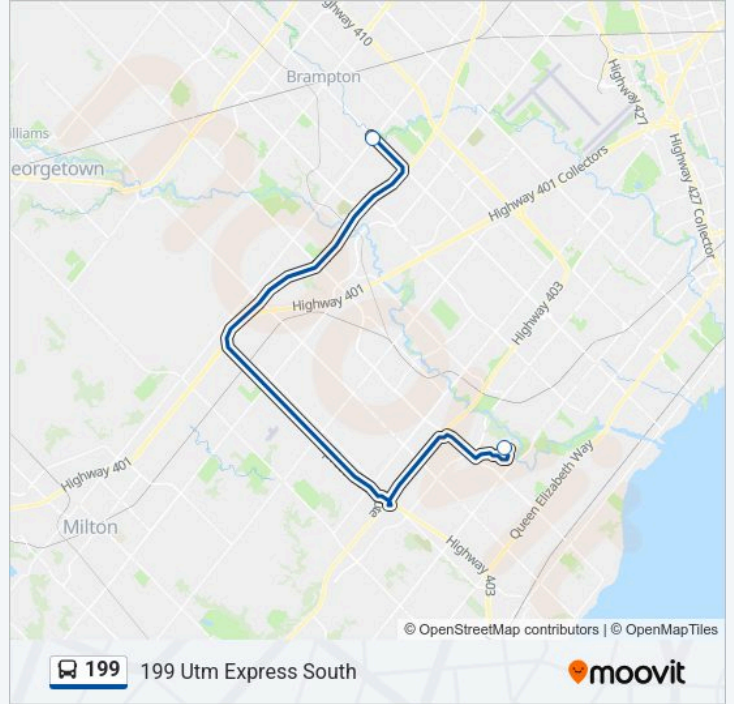 Highway 410
Brampton
Highway 427
lliams
eorgetown
Highway 401 Collectors
Highway 427 Collector
Highway 401
Highway 403
Highway 401
Milton
Queen Elizabeth Way
Highway 403
© OpenStreetMap contributors | © OpenMapTiles
199
199 Utm Express South
moovit